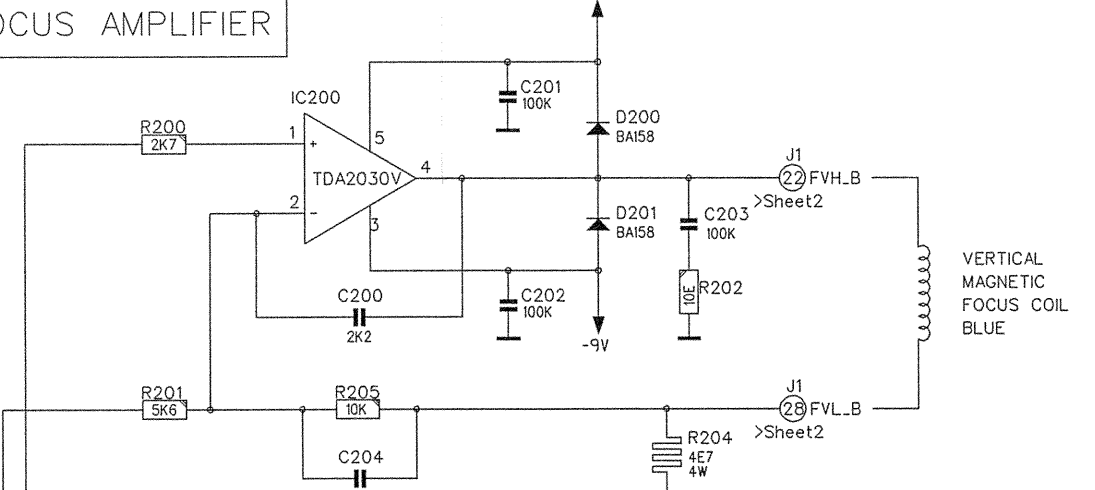 OCUS AMPLIFIER
IC200
C201
100K
D200
BA158
R200
2K7
1
+
5
TDA2030V
4
J1
22 FVH_B
>Sheet2
2
-
3
D201
BA158
C203
100K
C200
2K2
C202
100K
10E
R202
-9V
VERTICAL
MAGNETIC
FOCUS COIL
BLUE
R201
5K6
R205
10K
J1
28 FVL_B
>Sheet2
C204
R204
4E7
4W